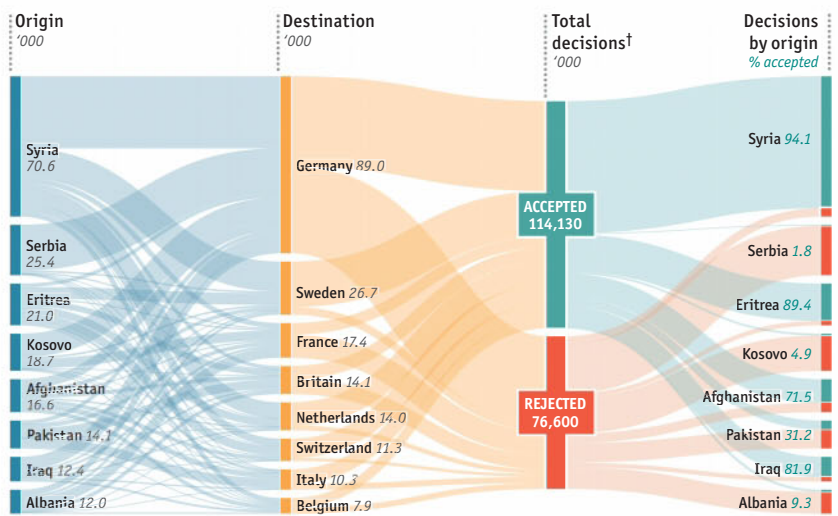 Origin
‘000
Destination
‘000
Total
decisions†
‘000
Decisions
by origin
% accepted
Syria
70.6
Serbia
25.4
Eritrea
21.0
Kosovo
18.7
Afghanistan
16.6
Pakistan 14.1
Iraq 12.4
Albania 12.0
Germany 89.0
Sweden 26.7
France 17.4
Britain 14.1
Netherlands 14.0
Switzerland 11.3
Italy 10.3
Belgium 7.9
ACCEPTED
114,130
REJECTED
76,600
Syria 94.1
Serbia 1.8
Eritrea 89.4
Kosovo 4.9
Afghanistan 71.5
Pakistan 31.2
Iraq 81.9
Albania 9.3